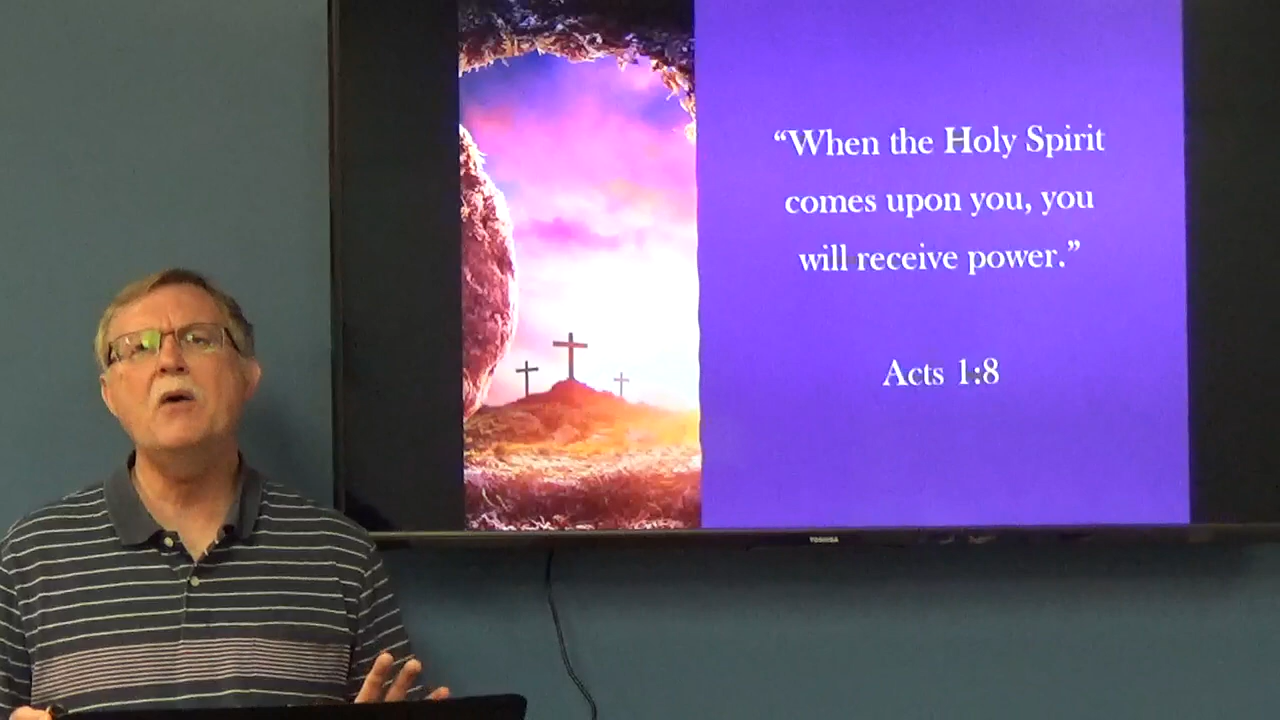 “When the Holy Spirit
comes upon you, you
will receive power.”
Acts 1:8
TOSHIBA